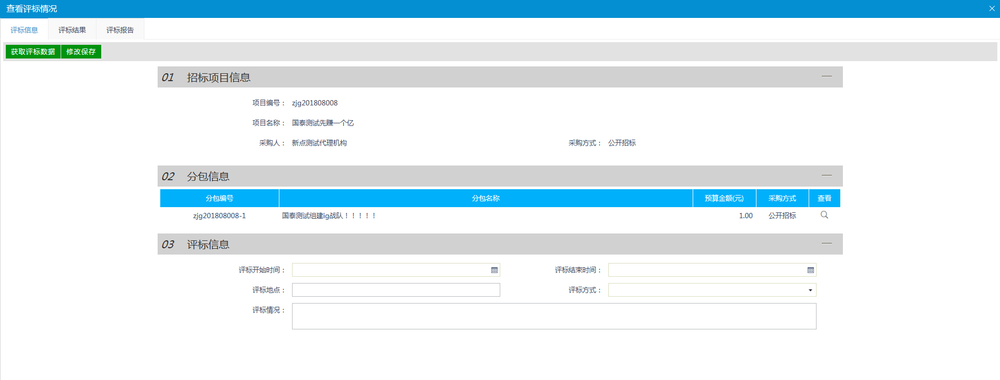 查看评标情况
评标信息 评标结果 评标报告
获取评标数据 修改保存
01 招标项目信息
项目编号： zjg201808008
项目名称： 国泰测试先赚一个亿
采购人： 新点测试代理机构 采购方式： 公开招标
02 分包信息
分包编号 分包名称 预算金额(元) 采购方式 查看
zjg201808008-1 国泰测试组建ig战队！！！！！ 1.00 公开招标
03 评标信息
评标开始时间： 评标结束时间：
评标地点： 评标方式：
评标情况：